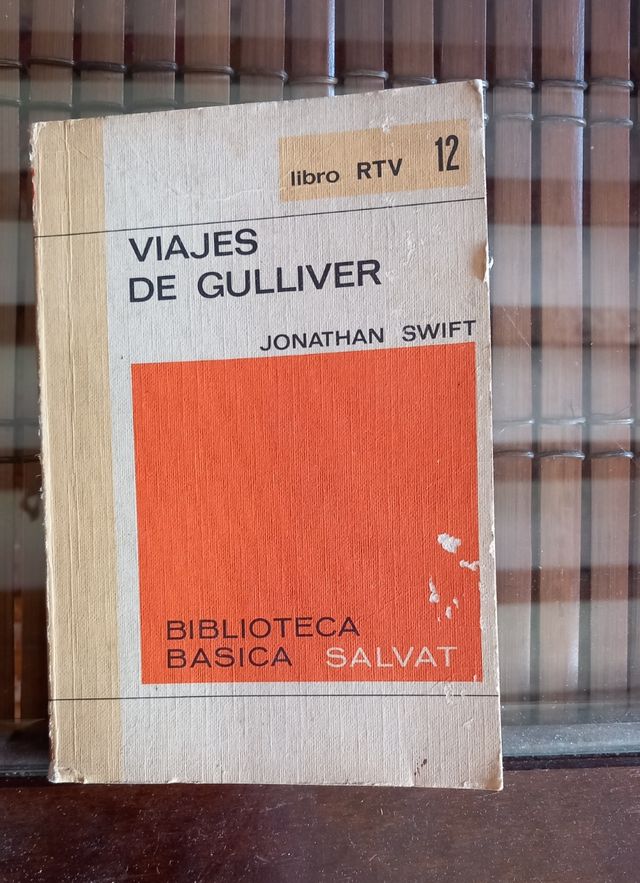 libro RTV 12
VIAJES
DE GULLIVER
JONATHAN SWIFT
BIBLIOTECA
BASICA SALVAT